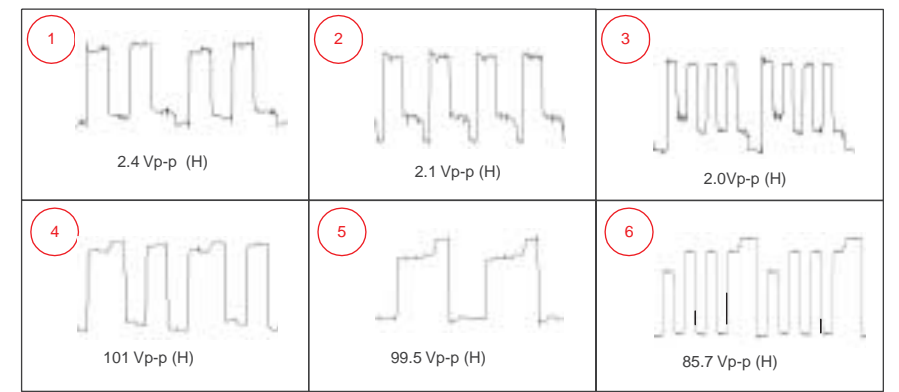 1
2.4 Vp-p (H)
2
2.1 Vp-p (H)
3
2.0Vp-p (H)
4
101 Vp-p (H)
5
99.5 Vp-p (H)
6
85.7 Vp-p (H)